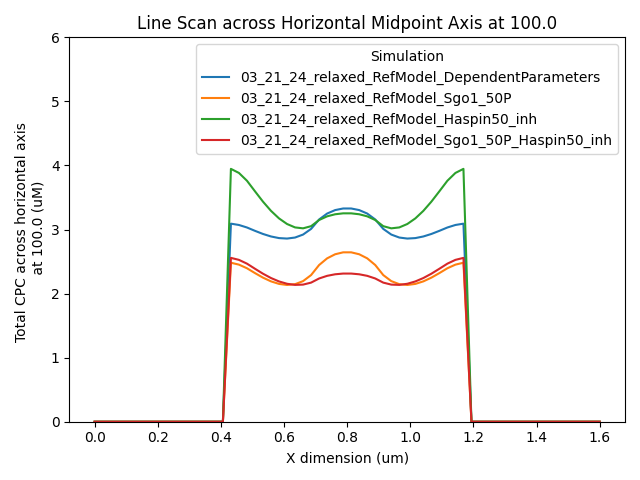 Line Scan across Horizontal Midpoint Axis at 100.0
Total CPC across horizontal axis
at 100.0 (uM)
6
5
4
3
2
1
0
Simulation
03_21_24_relaxed_RefModel_DependentParameters
03_21_24_relaxed_RefModel_Sgo1_50P
03_21_24_relaxed_RefModel_Haspin50_inh
03_21_24_relaxed_RefModel_Sgo1_50P_Haspin50_inh
0.0 0.2 0.4 0.6 0.8 1.0 1.2 1.4 1.6
X dimension (um)